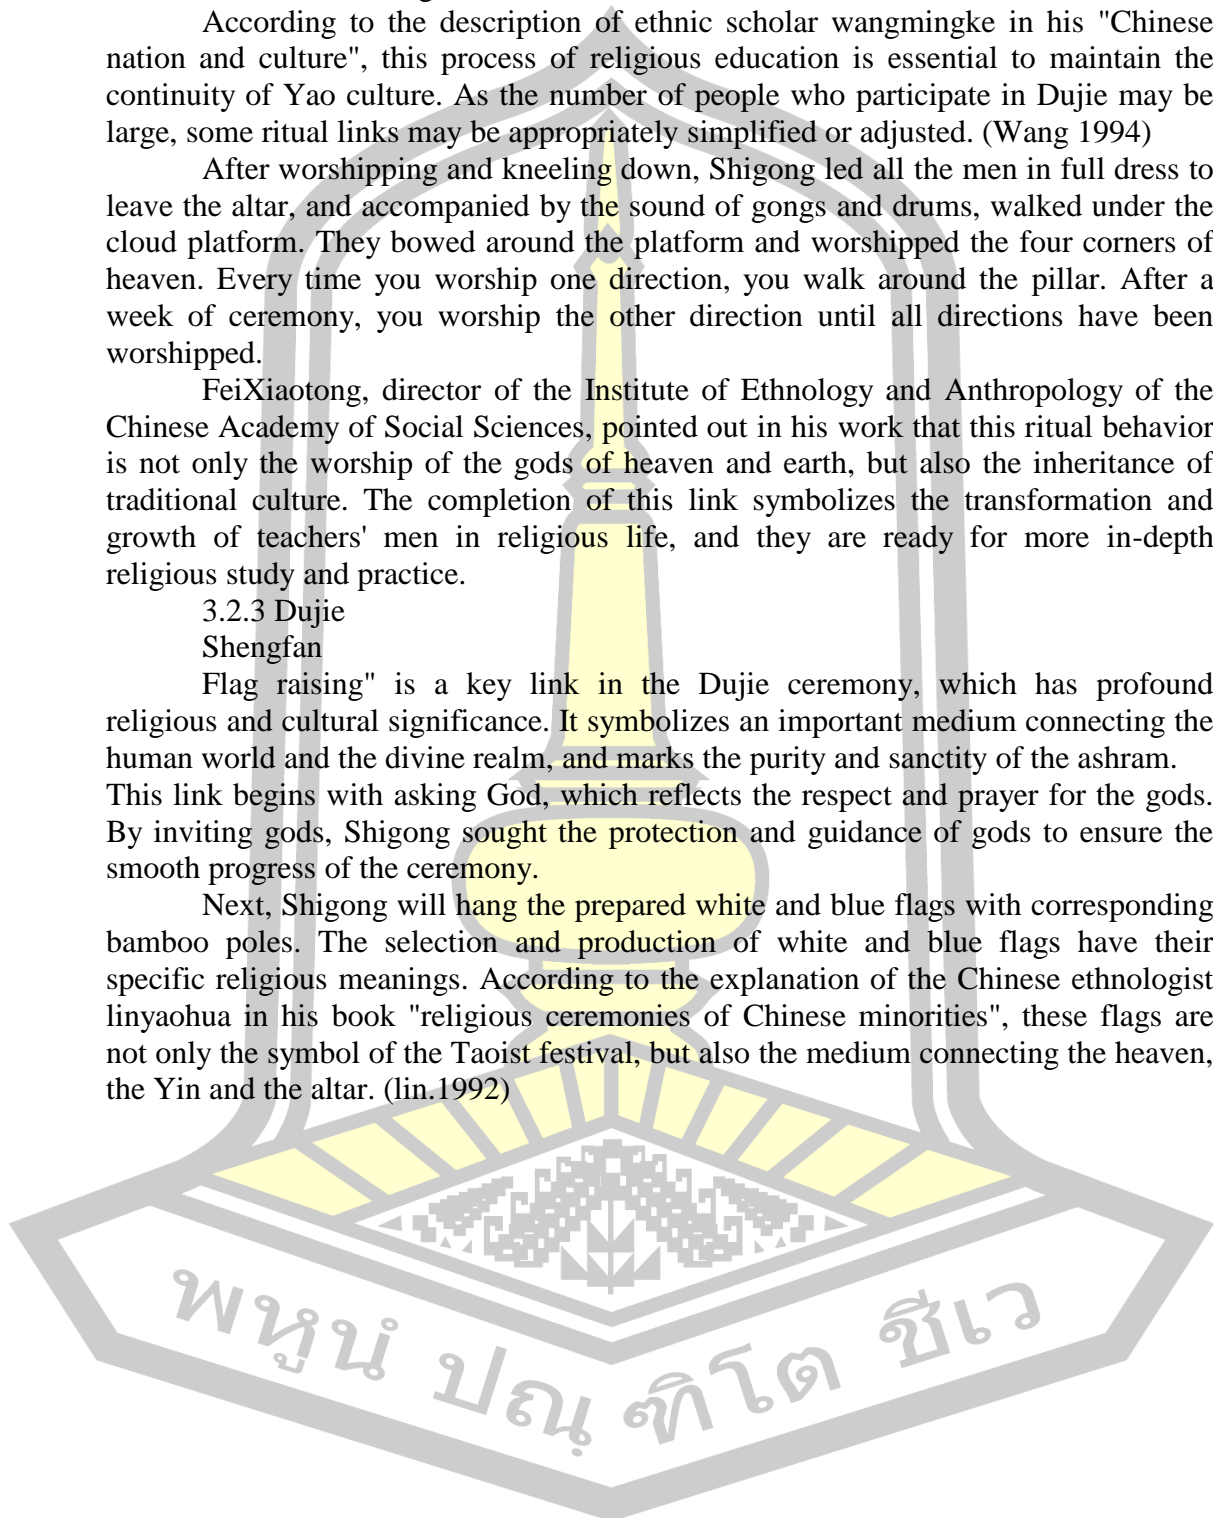 According to the description of ethnic scholar wangmingke in his "Chinese
nation and culture", this process of religious education is essential to maintain the
continuity of Yao culture. As the number of people who participate in Dujie may be
large, some ritual links may be appropriately simplified or adjusted. (Wang 1994)
After worshipping and kneeling down, Shigong led all the men in full dress to
leave the altar, and accompanied by the sound of gongs and drums, walked under the
cloud platform. They bowed around the platform and worshipped the four corners of
heaven. Every time you worship one direction, you walk around the pillar. After a
week of ceremony, you worship the other direction until all directions have been
worshipped.
FeiXiaotong, director of the Institute of Ethnology and Anthropology of the
Chinese Academy of Social Sciences, pointed out in his work that this ritual behavior
is not only the worship of the gods of heaven and earth, but also the inheritance of
traditional culture. The completion of this link symbolizes the transformation and
growth of teachers' men in religious life, and they are ready for more in-depth
religious study and practice.
3.2.3 Dujie
Shengfan
Flag raising" is a key link in the Dujie ceremony, which has profound
religious and cultural significance. It symbolizes an important medium connecting the
human world and the divine realm, and marks the purity and sanctity of the ashram.
This link begins with asking God, which reflects the respect and prayer for the gods.
By inviting gods, Shigong sought the protection and guidance of gods to ensure the
smooth progress of the ceremony.
Next, Shigong will hang the prepared white and blue flags with corresponding
bamboo poles. The selection and production of white and blue flags have their
specific religious meanings. According to the explanation of the Chinese ethnologist
linyaohua in his book "religious ceremonies of Chinese minorities", these flags are
not only the symbol of the Taoist festival, but also the medium connecting the heaven,
the Yin and the altar. (lin.1992)
พหูนํ ปณฺฑิโต ชีเว